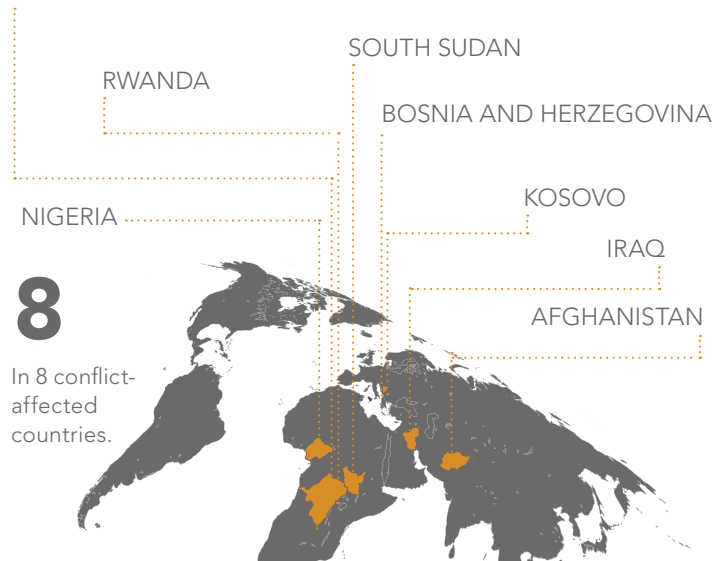 SOUTH SUDAN
RWANDA
BOSNIA AND HERZEGOVINA
KOSOVO
NIGERIA
IRAQ
AFGHANISTAN
8
In 8 conflict-
affected
countries.